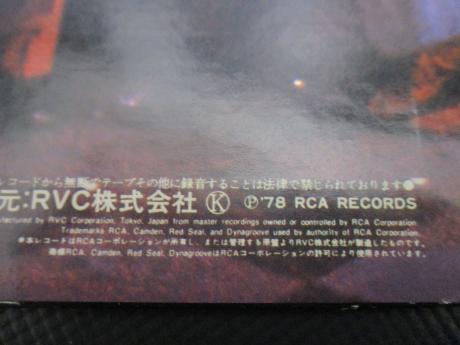 コードから無断でテープその他に録音することは法律で禁じられております●
元:RVC株式会社 Ⓚ Ⓟ'78 RCA RECORDS
ufactured by RVC Corporation, Tokyo, Japan from master recordings owned or controlled by RCA Corporation.
Trademarks RCA, Camden, Red Seal, and Dynagroove used by authority of RCA Corporation.
●本レコードはRCAコーポレーションが所有し、または管理する原盤よりRVC株式会社が製造したものです。
商標RCA, Camden, Red Seal, DynagrooveはRCAコーポレーションの許可により使用されています。